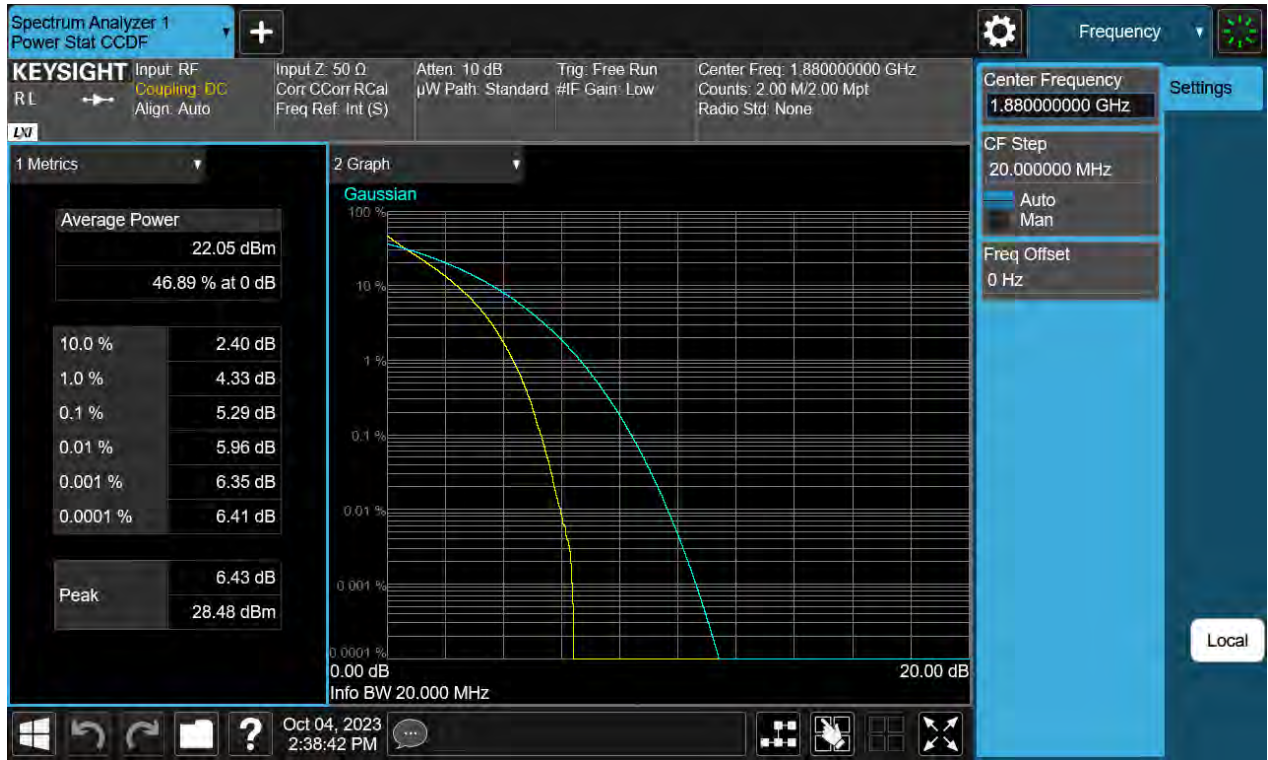 Spectrum Analyzer 1
Power Stat CCDF
+
Frequency
KEYSIGHT
RL
LXI
Input: RF
Coupling: DC
Align: Auto
Input Z: 50 Ω
Corr CCorr RCal
Freq Ref: Int (S)
Atten: 10 dB
µW Path: Standard
Trig: Free Run
#IF Gain: Low
Center Freq: 1.880000000 GHz
Counts: 2.00 M/2.00 Mpt
Radio Std: None
Center Frequency
1.880000000 GHz
Settings
CF Step
20.000000 MHz
Auto
Man
Freq Offset
0 Hz
Local
1 Metrics
Average Power
22.05 dBm
46.89 % at 0 dB
10.0 % 2.40 dB
1.0 % 4.33 dB
0.1 % 5.29 dB
0.01 % 5.96 dB
0.001 % 6.35 dB
0.0001 % 6.41 dB
Peak
6.43 dB
28.48 dBm
2 Graph
Gaussian
100 %
10 %
1 %
0.1 %
0.01 %
0.001 %
0.0001 %
0.00 dB 20.00 dB
Info BW 20.000 MHz
?
Oct 04, 2023
2:38:42 PM